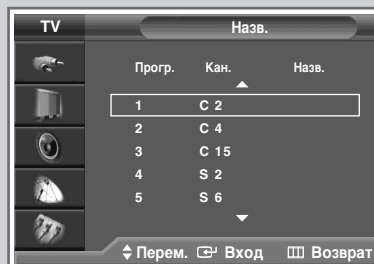 TV Назв.
Прогр. Кан. Назв.
1 C 2
2 C 4
3 C 15
4 S 2
5 S 6
Перем. Вход Возврат